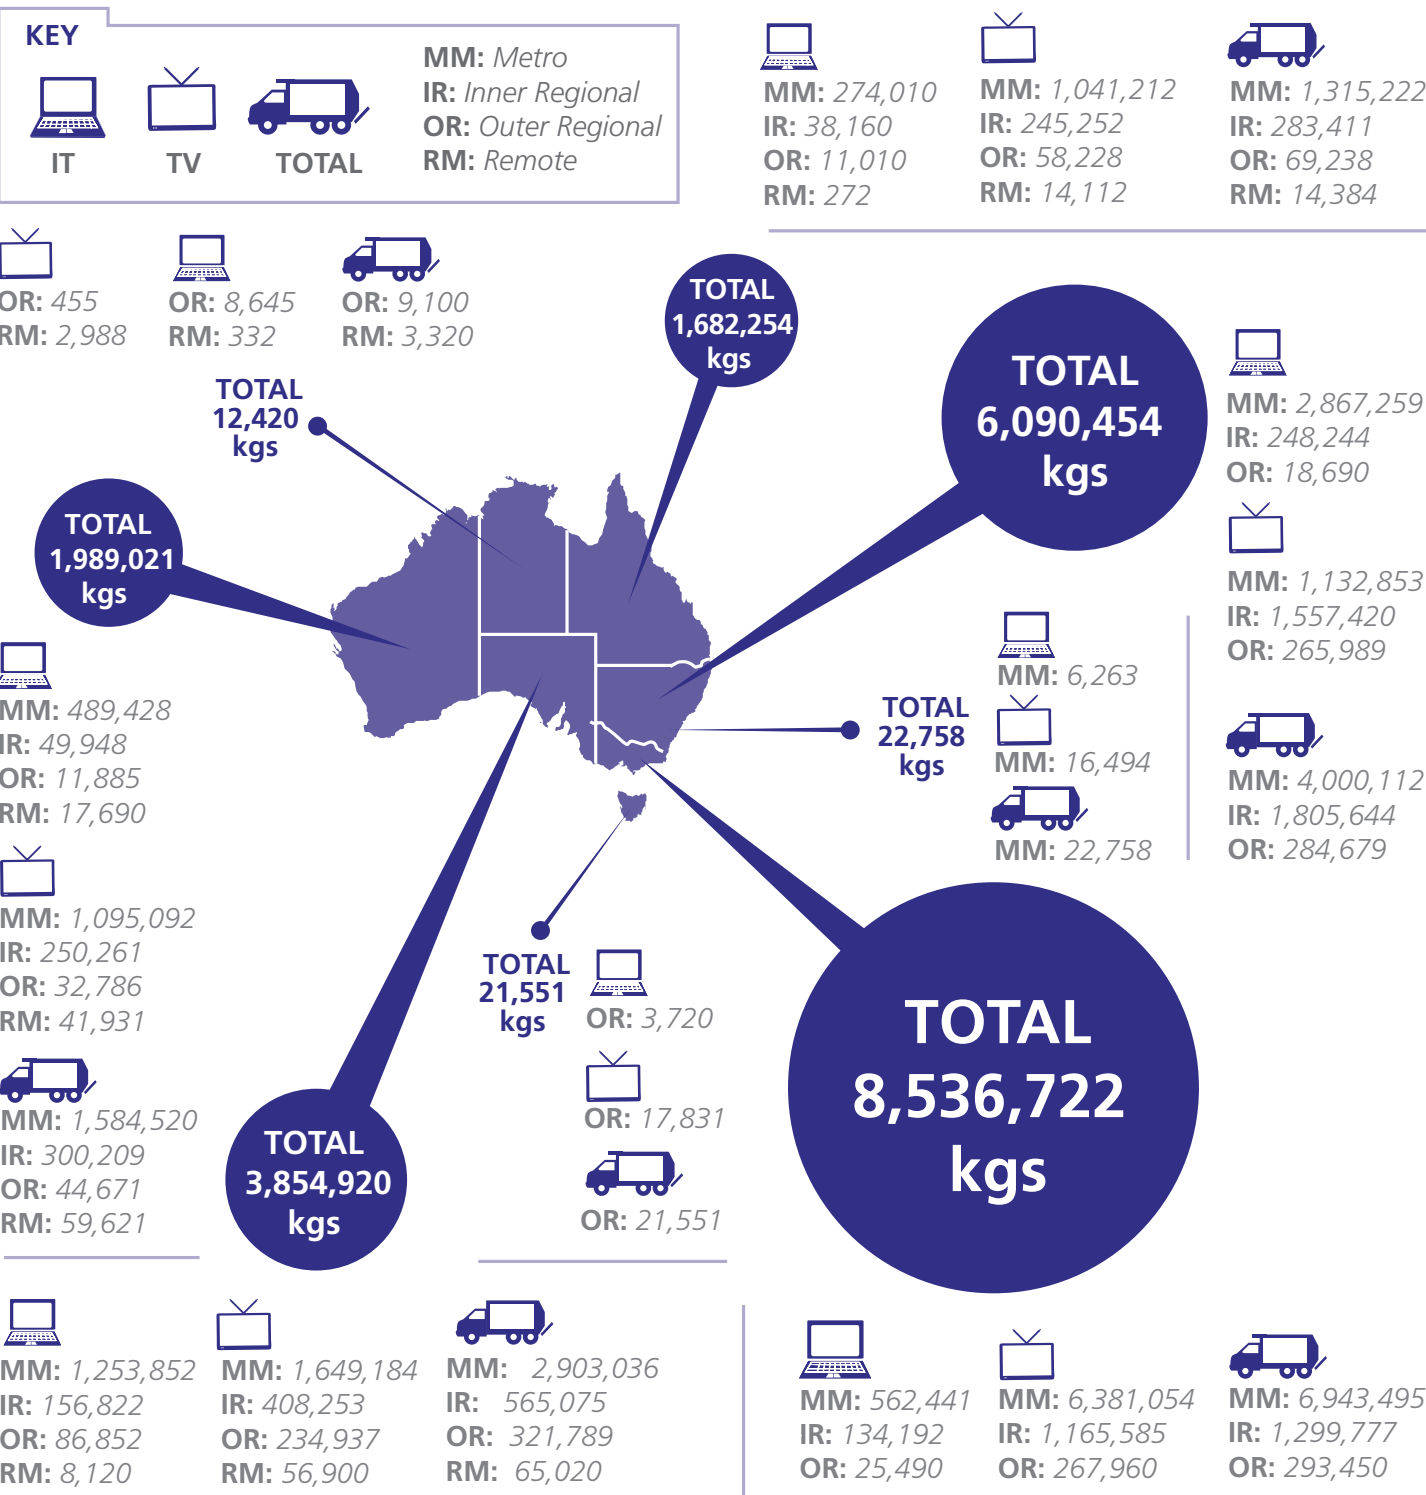 KEY
IT
TV
TOTAL
MM: Metro
IR: Inner Regional
OR: Outer Regional
RM: Remote
MM: 274,010
IR: 38,160
OR: 11,010
RM: 272
MM: 1,041,212
IR: 245,252
OR: 58,228
RM: 14,112
MM: 1,315,222
IR: 283,411
OR: 69,238
RM: 14,384
OR: 455
RM: 2,988
OR: 8,645
RM: 332
OR: 9,100
RM: 3,320
TOTAL
12,420
kgs
TOTAL
1,682,254
kgs
TOTAL
6,090,454
kgs
MM: 2,867,259
IR: 248,244
OR: 18,690
MM: 1,132,853
IR: 1,557,420
OR: 265,989
MM: 4,000,112
IR: 1,805,644
OR: 284,679
TOTAL
1,989,021
kgs
MM: 489,428
IR: 49,948
OR: 11,885
RM: 17,690
MM: 1,095,092
IR: 250,261
OR: 32,786
RM: 41,931
MM: 1,584,520
IR: 300,209
OR: 44,671
RM: 59,621
TOTAL
22,758
kgs
MM: 6,263
MM: 16,494
MM: 22,758
TOTAL
21,551
kgs
OR: 3,720
OR: 17,831
OR: 21,551
TOTAL
3,854,920
kgs
TOTAL
8,536,722
kgs
MM: 1,253,852
IR: 156,822
OR: 86,852
RM: 8,120
MM: 1,649,184
IR: 408,253
OR: 234,937
RM: 56,900
MM: 2,903,036
IR: 565,075
OR: 321,789
RM: 65,020
MM: 562,441
IR: 134,192
OR: 25,490
MM: 6,381,054
IR: 1,165,585
OR: 267,960
MM: 6,943,495
IR: 1,299,777
OR: 293,450